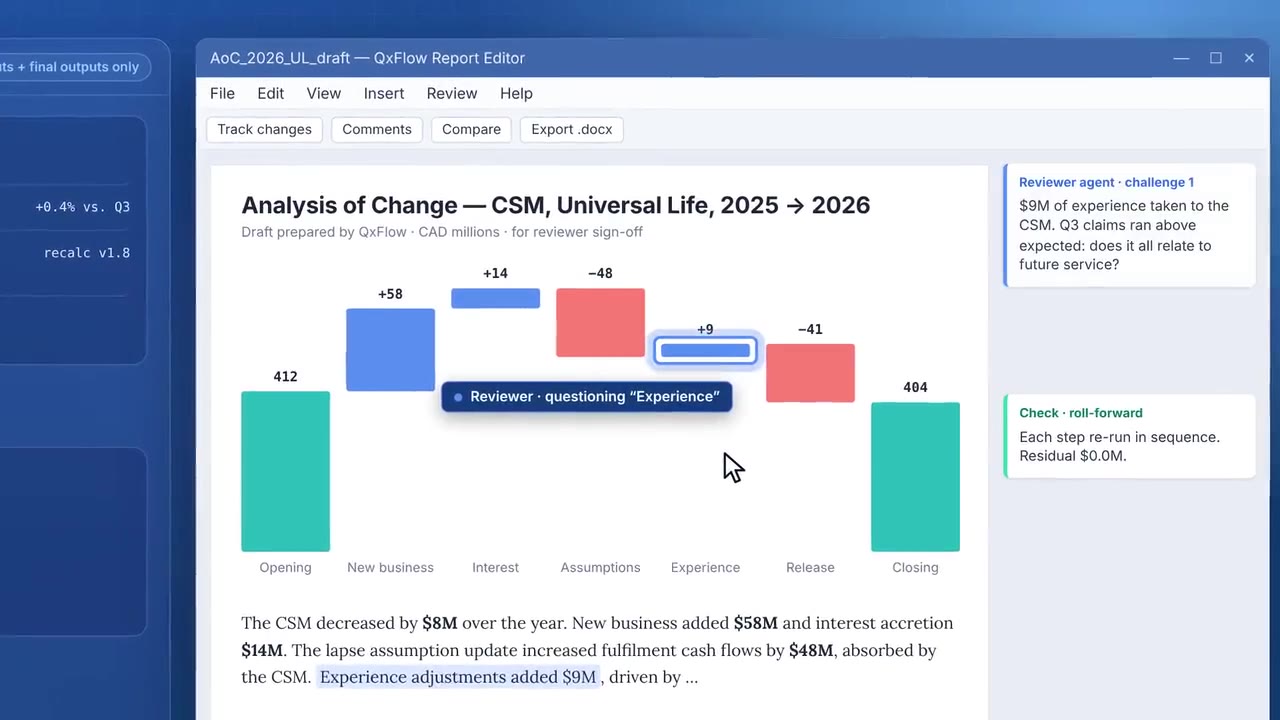 uts + final outputs only
+0.4% vs. Q3
recalc v1.8
AoC_2026_UL_draft — QxFlow Report Editor
File Edit View Insert Review Help
Track changes Comments Compare Export .docx
Analysis of Change — CSM, Universal Life, 2025 → 2026
Draft prepared by QxFlow · CAD millions · for reviewer sign-off
412
+58
+14
−48
+9
−41
404
Reviewer · questioning “Experience”
Opening New business Interest Assumptions Experience Release Closing
The CSM decreased by $8M over the year. New business added $58M and interest accretion
$14M. The lapse assumption update increased fulfilment cash flows by $48M, absorbed by
the CSM. Experience adjustments added $9M, driven by ...
Reviewer agent · challenge 1
$9M of experience taken to the
CSM. Q3 claims ran above
expected: does it all relate to
future service?
Check · roll-forward
Each step re-run in sequence.
Residual $0.0M.